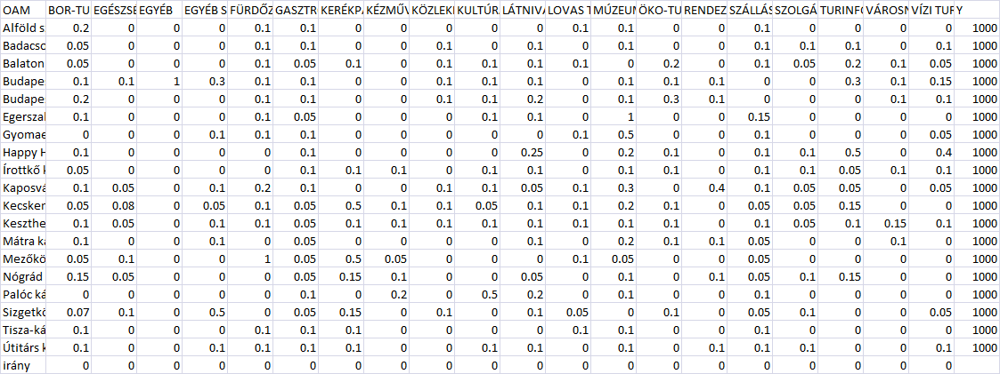 OAM BOR-TU EGÉSZSÉ EGYÉB EGYÉB S FÜRDŐZ GASZTR KERÉKPA KÉZMŰV KÖZLEKE KULTÚRA LÁTNIVA LOVAS T MÚZEUM ÖKO-TU RENDEZ SZÁLLÁS SZOLGÁ TURINFO VÁROSN VÍZI TUR Y
Alföld s 0.2 0 0 0 0.1 0.1 0 0 0 0 0 0.1 0.1 0 0 0.1 0 0 0 0 1000
Badacso 0.05 0 0 0 0.1 0.1 0 0 0.1 0 0.1 0 0.1 0 0 0.1 0.1 0.1 0 0.1 1000
Balaton 0.05 0 0 0 0.1 0.05 0.1 0 0.1 0.1 0.1 0.1 0 0.2 0 0.1 0.05 0.2 0.1 0.05 1000
Budape 0.1 0.1 1 0.3 0.1 0.1 0 0 0.1 0.1 0.1 0 0.1 0.1 0.1 0 0 0.3 0.1 0.15 1000
Budape 0.2 0 0 0 0.1 0.1 0 0 0.1 0.1 0.2 0 0.1 0.3 0.1 0 0 0 0.1 0.1 1000
Egerszal 0.1 0 0 0 0.1 0.05 0 0 0 0.1 0.1 0 1 0 0 0.15 0 0 0 0 1000
Gyomae 0 0 0 0.1 0.1 0.1 0 0 0 0 0 0.1 0.5 0 0 0.1 0 0 0 0.05 1000
Happy H 0.1 0 0 0 0 0.1 0 0 0 0 0.25 0 0.2 0.1 0 0.1 0.1 0.5 0 0.4 1000
Írottkő k 0.05 0 0 0 0 0.1 0.1 0.1 0 0.1 0.1 0 0.1 0.1 0 0.1 0.1 0.05 0.1 0.1 1000
Kaposvá 0.1 0.05 0 0.1 0.2 0.1 0 0 0.1 0.1 0.05 0.1 0.3 0 0.4 0.1 0.05 0.05 0 0.05 1000
Kecsker 0.05 0.08 0 0.05 0.1 0.05 0.5 0.1 0.1 0.05 0.1 0.1 0.2 0.1 0 0.05 0.05 0.15 0 0 1000
Keszthe 0.1 0.05 0 0.1 0.1 0.05 0.1 0.1 0.1 0.1 0.1 0.1 0.1 0.1 0 0.1 0.05 0.1 0.15 0.1 1000
Mátra ka 0.1 0 0 0.1 0 0.05 0 0 0 0 0.1 0 0.2 0.1 0.1 0.05 0 0 0.1 0 1000
Mezőkö 0.05 0.1 0 0 1 0.05 0.5 0.05 0 0 0 0.1 0.05 0 0 0.05 0 0 0 0 1000
Nógrád 0.15 0.05 0 0 0 0.05 0.15 0.1 0 0 0.05 0 0.1 0 0.1 0.05 0.1 0.15 0 0 1000
Palóc ká 0 0 0 0 0 0.1 0 0.2 0 0.5 0.2 0 0.1 0 0 0.1 0 0 0 0 1000
Sizgetkö 0.07 0.1 0 0.5 0 0.05 0.15 0 0.1 0 0.1 0.05 0 0.1 0 0.05 0.1 0 0 0.05 1000
Tisza-ká 0.1 0 0 0 0.1 0.1 0.1 0 0 0 0 0.1 0.1 0 0 0.1 0 0 0 0 1000
Útitárs k 0.1 0 0 0.1 0.1 0.1 0.1 0 0 0.1 0.1 0 0.1 0 0.1 0.1 0.1 0 0 0.1 1000
irány 0 0 0 0 0 0 0 0 0 0 0 0 0 0 0 0 0 0 0 0